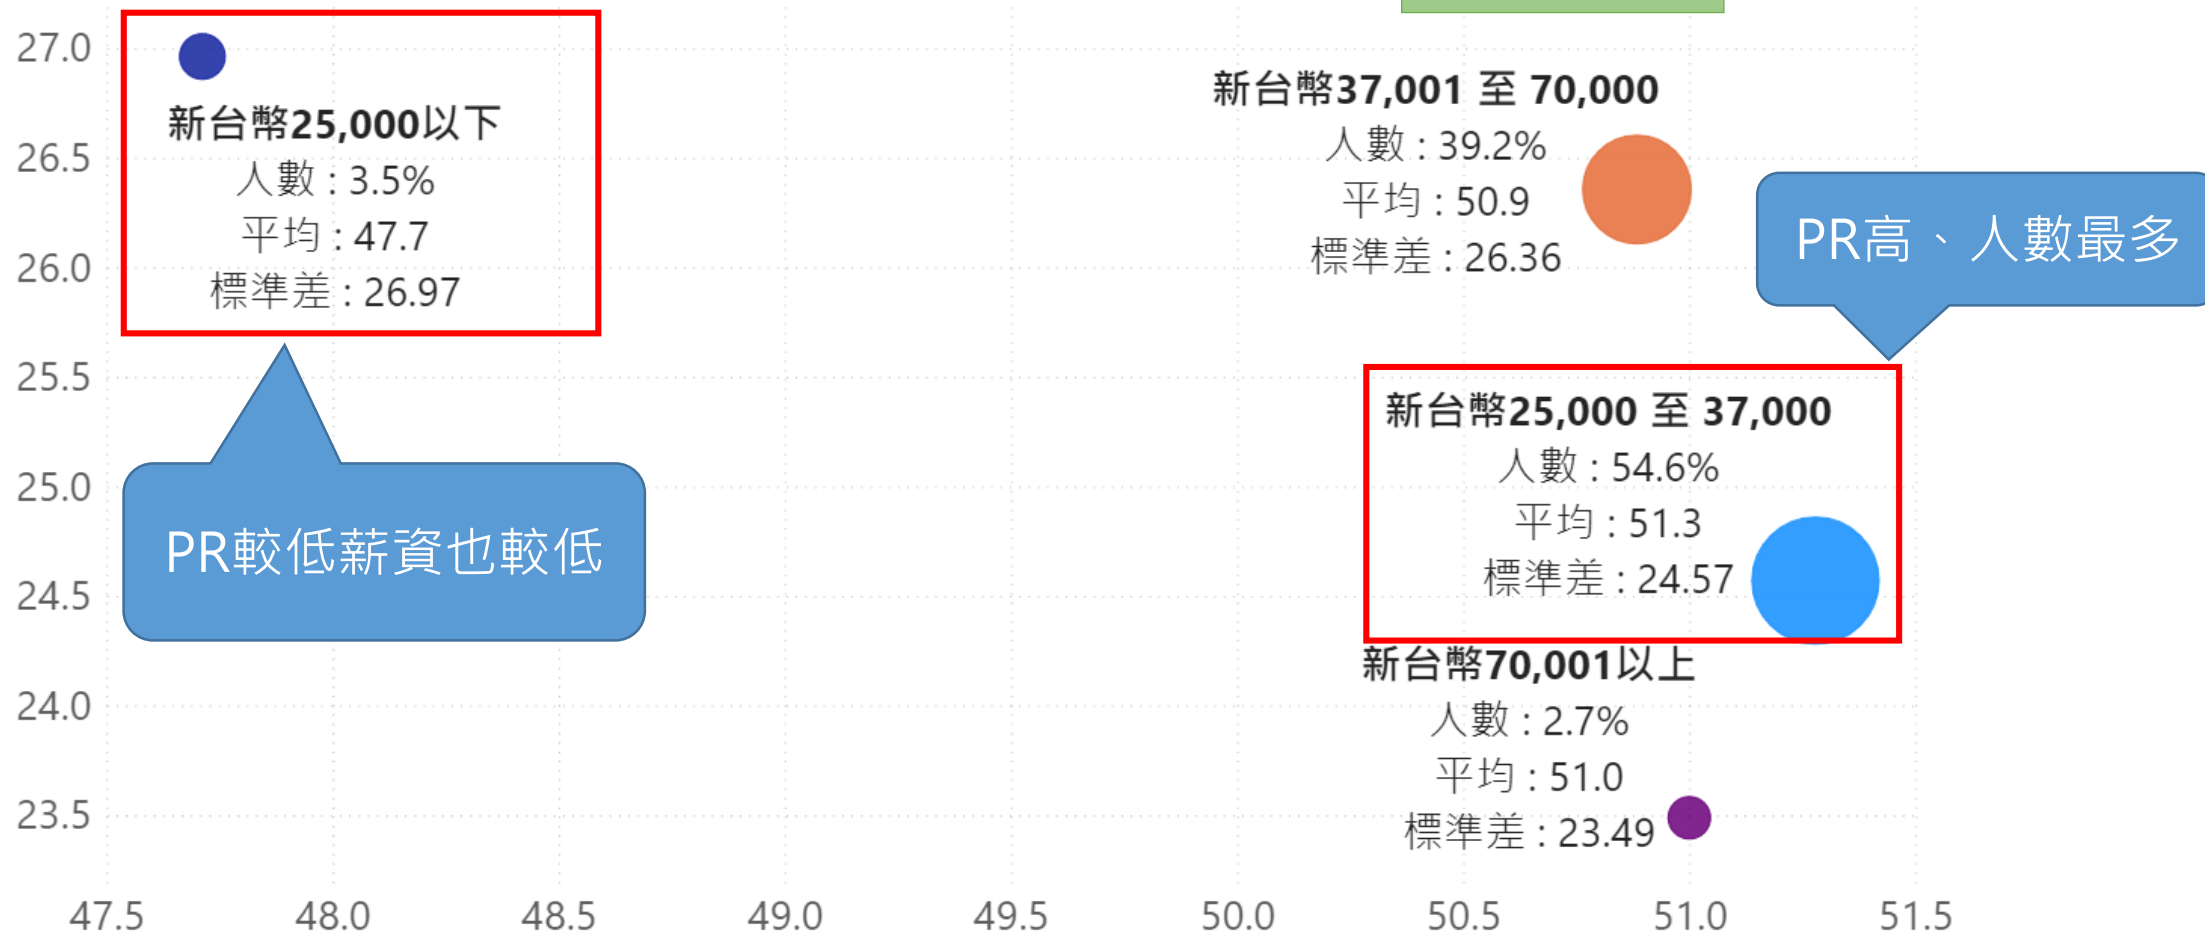 27.0
26.5
26.0
25.5
25.0
24.5
24.0
23.5
47.5
48.0
48.5
49.0
49.5
50.0
50.5
51.0
51.5
新台幣25,000以下
人數 : 3.5%
平均 : 47.7
標準差 : 26.97
PR較低薪資也較低
新台幣37,001 至 70,000
人數 : 39.2%
平均 : 50.9
標準差 : 26.36
PR高、人數最多
新台幣25,000 至 37,000
人數 : 54.6%
平均 : 51.3
標準差 : 24.57
新台幣70,001以上
人數 : 2.7%
平均 : 51.0
標準差 : 23.49